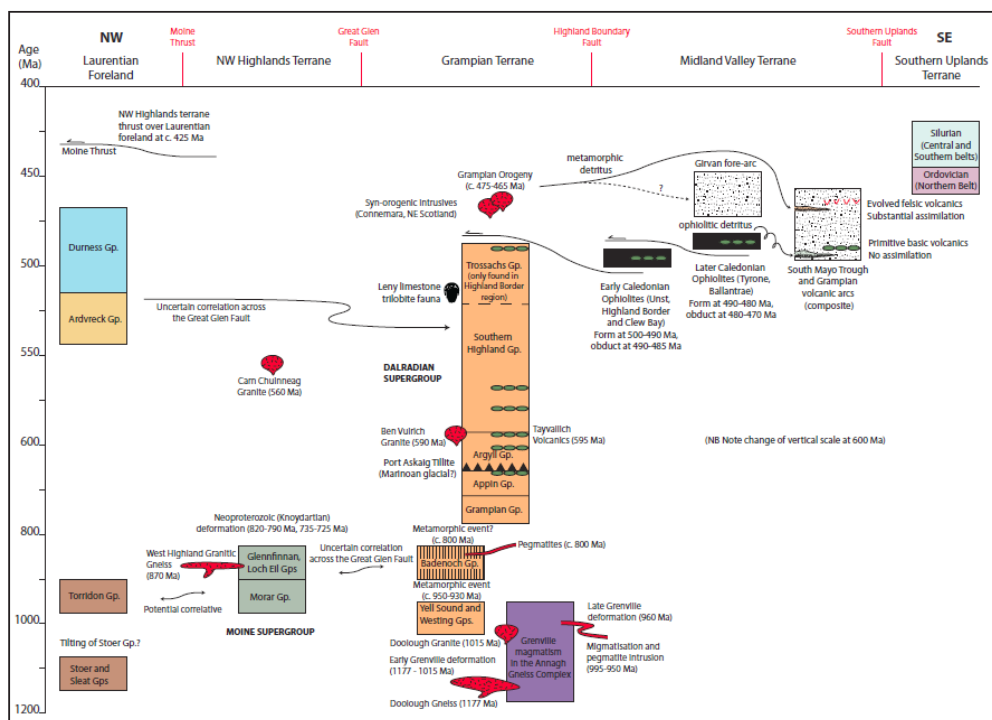 NW
Moine
Thrust
Great Glen
Fault
Highland Boundary
Fault
Southern Uplands
Fault
SE
Age
(Ma)
Laurentian
Foreland
NW Highlands Terrane
Grampian Terrane
Midland Valley Terrane
Southern Uplands
Terrane
400
450
500
550
600
800
1000
1200
NW Highlands terrane
thrust over Laurentian
foreland at c. 425 Ma
Moine Thrust
Durness Gp.
Ardvreck Gp.
Uncertain correlation across
the Great Glen Fault
Carn Chuinneag
Granite (560 Ma)
Grampian Orogeny
(c. 475-465 Ma)
Syn-orogenic Intrusives
(Connemara, NE Scotland)
metamorphic
detritus
?
Girvan fore-arc
ophiolitic detritus
Silurian
(Central and
Southern belts)
Ordovician
(Northern Belt)
Evolved felsic volcanics
Substantial assimilation
Primitive basic volcanics
No assimilation
South Mayo Trough
and Grampian
volcanic arcs
(composite)
Later Caledonian
Ophiolites (Tyrone,
Ballantrae)
Form at 490-480 Ma,
obduct at 480-470 Ma
Early Caledonian
Ophiolites (Unst,
Highland Border
and Clew Bay)
Form at 500-490 Ma,
obduct at 490-485 Ma
Trossachs Gp.
(only found in
Highland Border
region)
Leny limestone
trilobite fauna
Southern
Highland Gp.
DALRADIAN
SUPERGROUP
Ben Vuirich
Granite (590 Ma)
Tayvallich
Volcanics (595 Ma)
Argyll Gp.
Port Askaig Tillite
(Marinoan glacial?)
Appin Gp.
Grampian Gp.
(NB Note change of vertical scale at 600 Ma)
Neoproterozoic (Knoydartian)
deformation (820-790 Ma, 735-725 Ma)
West Highland Granitic
Gneiss
(870 Ma)
Glennfinnan,
Loch Eil Gps
Morar Gp.
MOINE SUPERGROUP
Uncertain correlation
across the Great Glen Fault
Metamorphic event?
(c. 800 Ma)
Pegmatites (c. 800 Ma)
Badenoch Gp.
Metamorphic event
(c. 950-930 Ma)
Torridon Gp.
Potential correlative
Yell Sound and
Westing Gps.
Tilting of Stoer Gp.?
Stoer and
Sleat Gps
Doolough Granite (1015 Ma)
Early Grenville deformation
(1177 - 1015 Ma)
Doolough Gneiss (1177 Ma)
Grenville
magmatism
in the Annagh
Gneiss Complex
Late Grenville
deformation (960 Ma)
Migmatisation and
pegmatite intrusion
(995-950 Ma)